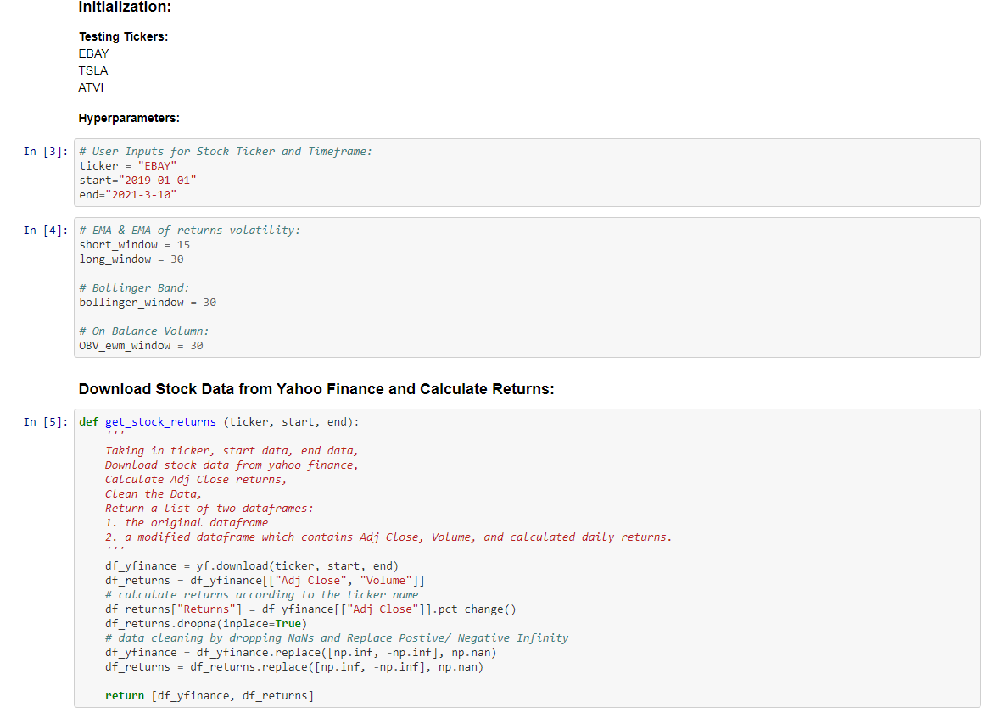 Initialization:
Testing Tickers:
EBAY
TSLA
ATVI
Hyperparameters:
In [3]: # User Inputs for Stock Ticker and Timeframe:
ticker = "EBAY"
start="2019-01-01"
end="2021-3-10"
In [4]: # EMA & EMA of returns volatility:
short_window = 15
long_window = 30
# Bollinger Band:
bollinger_window = 30
# On Balance Volumn:
OBV_ewm_window = 30
Download Stock Data from Yahoo Finance and Calculate Returns:
In [5]: def get_stock_returns (ticker, start, end):
'''
Taking in ticker, start data, end data,
Download stock data from yahoo finance,
Calculate Adj Close returns,
Clean the Data,
Return a list of two dataframes:
1. the original dataframe
2. a modified dataframe which contains Adj Close, Volume, and calculated daily returns.
'''
df_yfinance = yf.download(ticker, start, end)
df_returns = df_yfinance[["Adj Close", "Volume"]]
# calculate returns according to the ticker name
df_returns["Returns"] = df_yfinance[["Adj Close"]].pct_change()
df_returns.dropna(inplace=True)
# data cleaning by dropping NaNs and Replace Postive/ Negative Infinity
df_yfinance = df_yfinance.replace([np.inf, -np.inf], np.nan)
df_returns = df_returns.replace([np.inf, -np.inf], np.nan)
return [df_yfinance, df_returns]